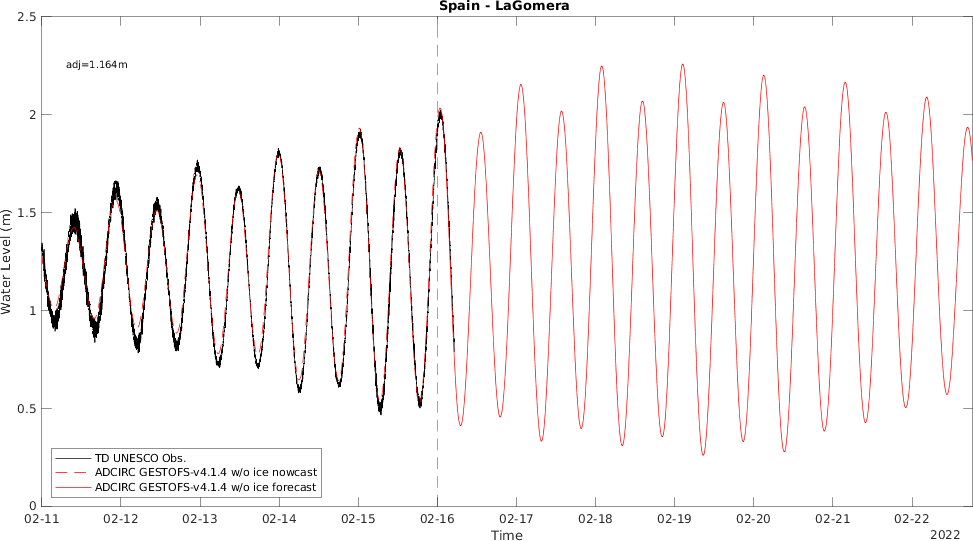 Spain - LaGomera
2.5
adj=1.164m
2
1.5
Water Level (m)
1
0.5
TD UNESCO Obs.
ADCIRC GESTOFS-v4.1.4 w/o ice nowcast
ADCIRC GESTOFS-v4.1.4 w/o ice forecast
0
02-11 02-12 02-13 02-14 02-15 02-16 02-17 02-18 02-19 02-20 02-21 02-22
Time
2022